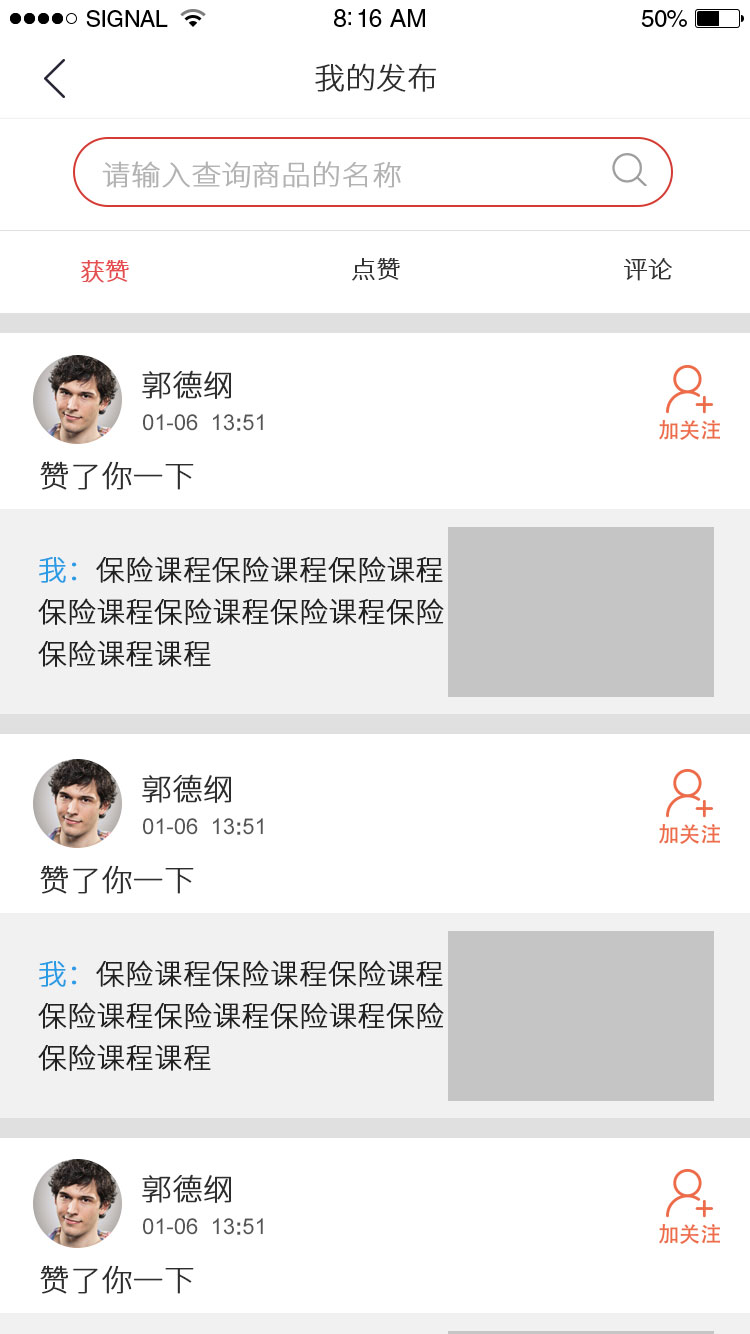 SIGNAL 8:16 AM 50%
我的发布
请输入查询商品的名称
获赞 点赞 评论
郭德纲
01-06 13:51
加关注
赞了你一下
我：保险课程保险课程保险课程
保险课程保险课程保险课程保险
保险课程课程
郭德纲
01-06 13:51
加关注
赞了你一下
我：保险课程保险课程保险课程
保险课程保险课程保险课程保险
保险课程课程
郭德纲
01-06 13:51
加关注
赞了你一下